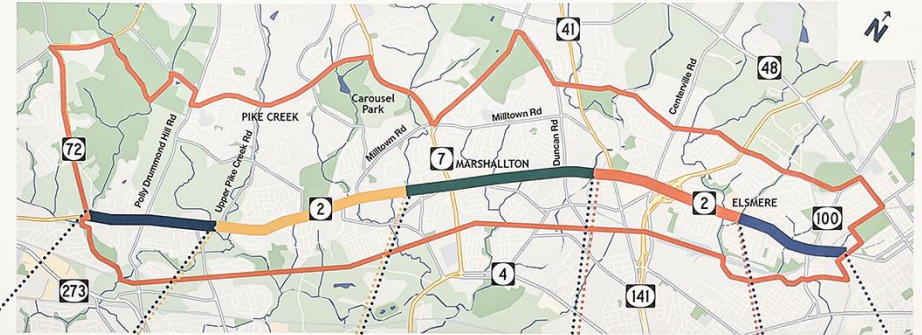 N
41
48
Centerville Rd
Carousel
Park
PIKE CREEK
Milltown Rd
Milltown Rd
Duncan Rd
72
Polly Drummond Hill Rd
Upper Pike Creek Rd
7
MARSHALLTON
2
2
ELSMERE
100
4
273
141